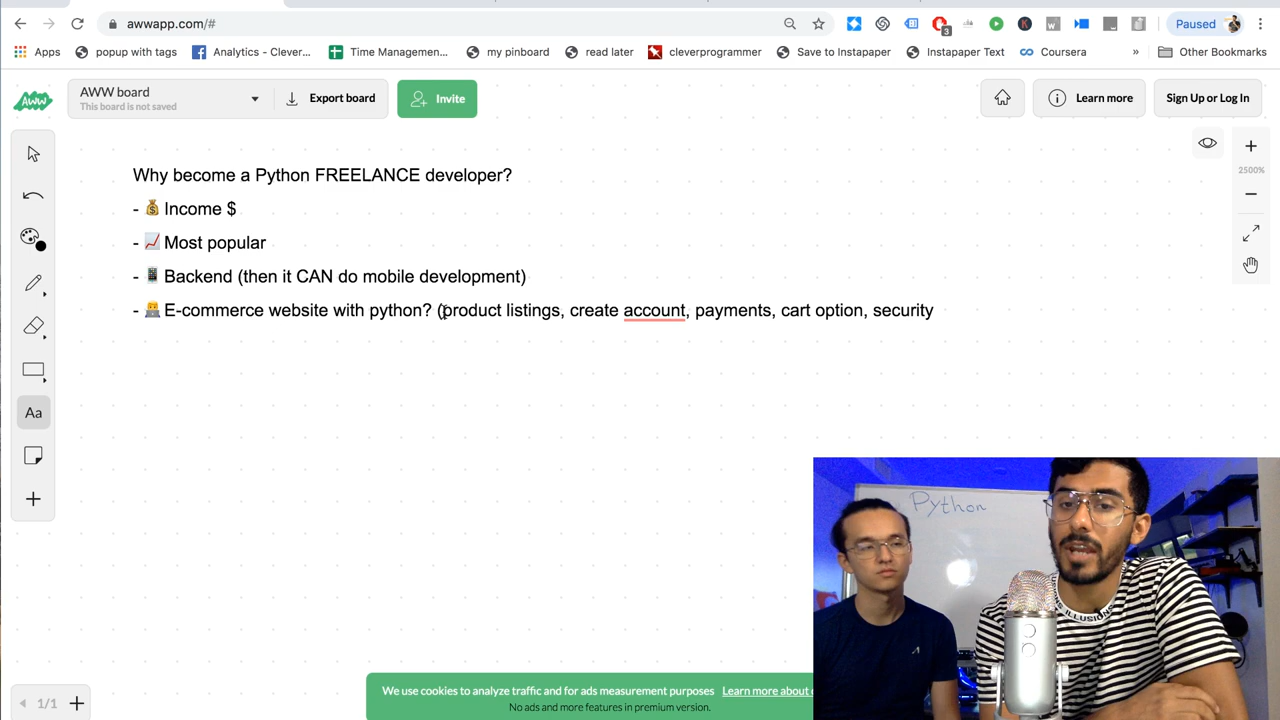 awwapp.com/#
3
Paused
Apps
popup with tags
Analytics - Clever...
Time Managemen...
my pinboard
read later
cleverprogrammer
Save to Instapaper
Instapaper Text
Coursera
»
Other Bookmarks
AWW
AWW board
This board is not saved
Export board
Invite
Learn more
Sign Up or Log In
2500%
Why become a Python FREELANCE developer?
- 💰 Income $
- 📈 Most popular
- 📱 Backend (then it CAN do mobile development)
- 👨‍💻 E-commerce website with python? (product listings, create account, payments, cart option, security
Aa
Python
ILLUSION
We use cookies to analyze traffic and for ads measurement purposes Learn more about
No ads and more features in premium version.
1/1